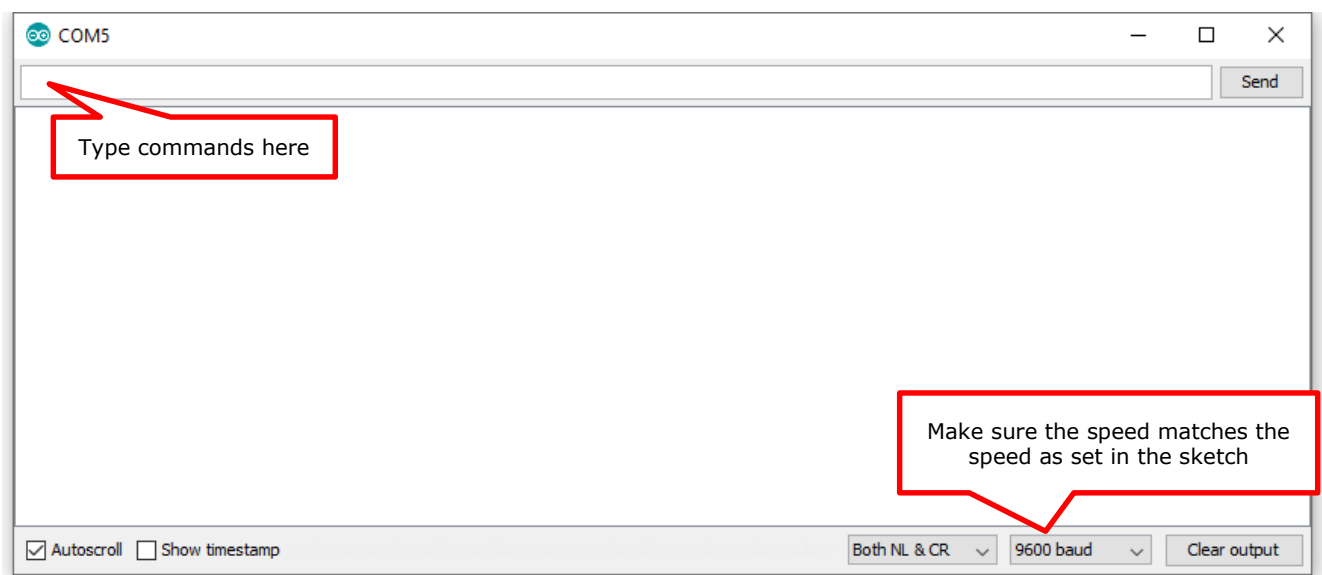 COM5
Send
Type commands here
Make sure the speed matches the
speed as set in the sketch
Autoscroll Show timestamp Both NL & CR 9600 baud Clear output